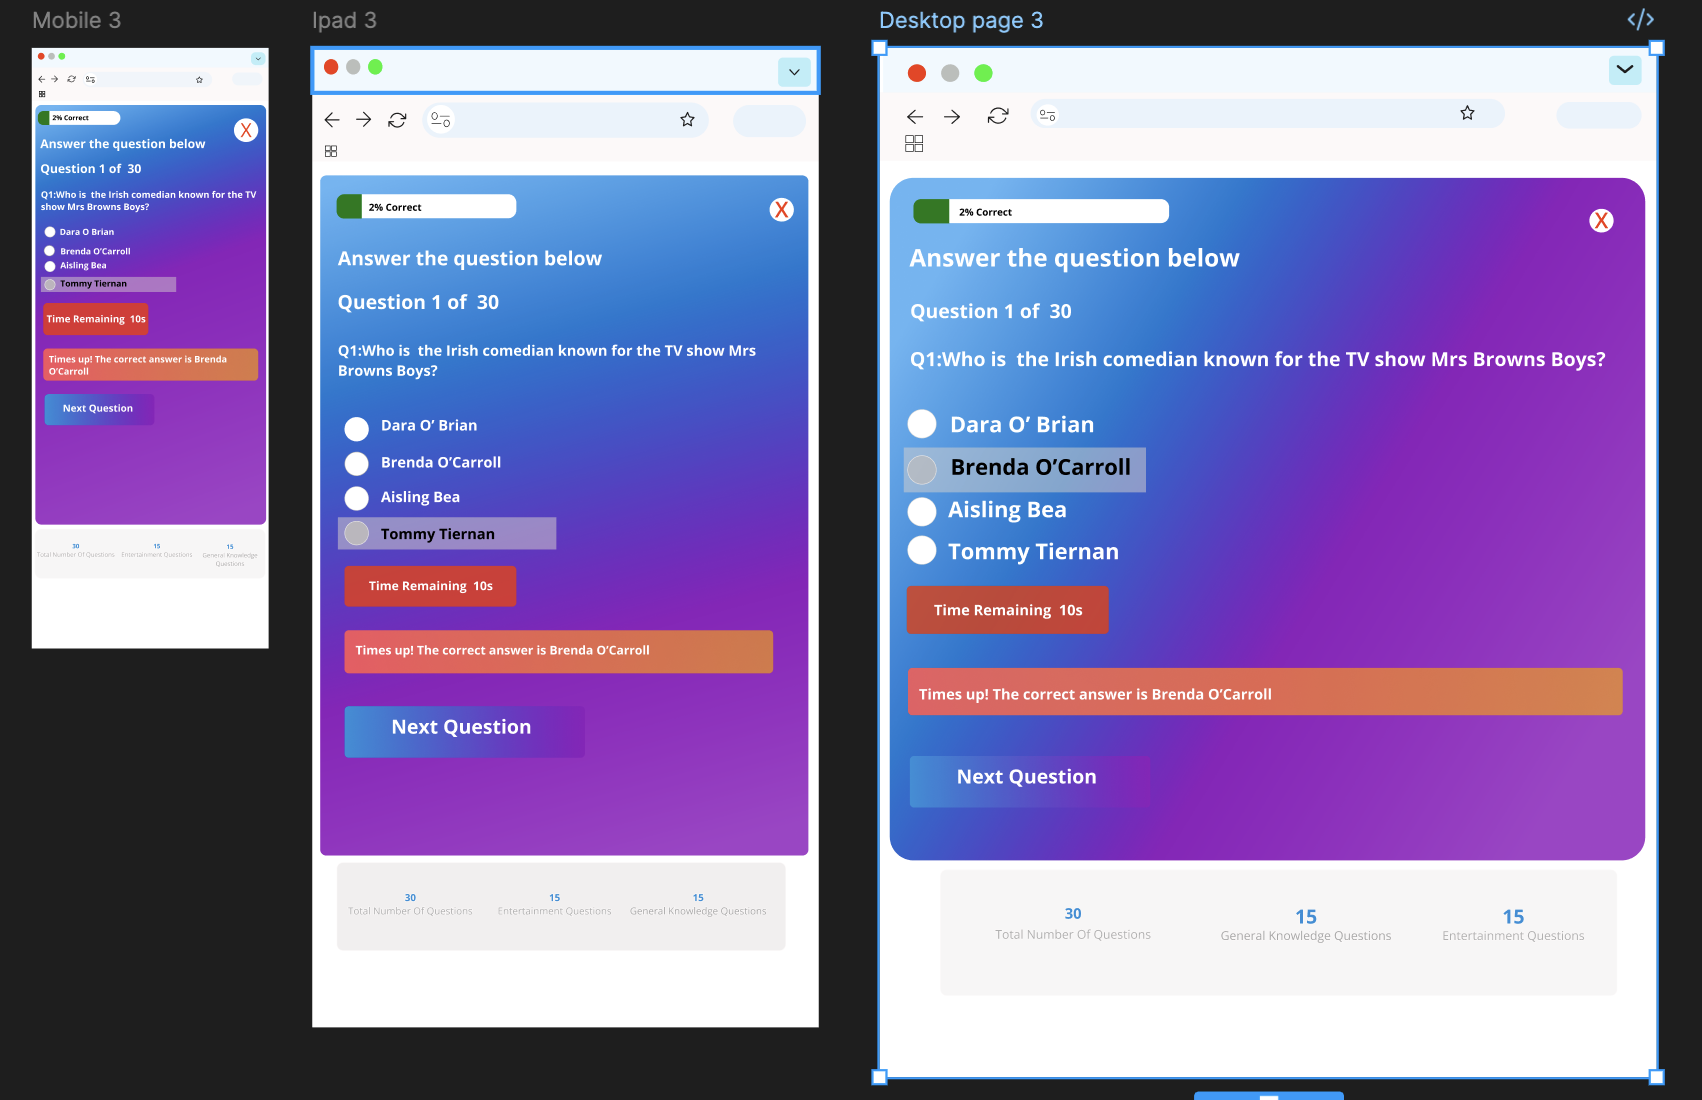 Mobile 3
2% Correct
X
Answer the question below
Question 1 of 30
Q1:Who is the Irish comedian known for the TV
show Mrs Browns Boys?
Dara O Brian
Brenda O'Carroll
Aisling Bea
Tommy Tiernan
Time Remaining 10s
Times up! The correct answer is Brenda
O'Carroll
Next Question
30
Total Number Of Questions
15
Entertainment Questions
15
General Knowledge
Questions
Ipad 3
2% Correct
X
Answer the question below
Question 1 of 30
Q1:Who is the Irish comedian known for the TV show Mrs
Browns Boys?
Dara O' Brian
Brenda O'Carroll
Aisling Bea
Tommy Tiernan
Time Remaining 10s
Times up! The correct answer is Brenda O'Carroll
Next Question
30
Total Number Of Questions
15
Entertainment Questions
15
General Knowledge Questions
Desktop page 3
</>
2% Correct
X
Answer the question below
Question 1 of 30
Q1:Who is the Irish comedian known for the TV show Mrs Browns Boys?
Dara O' Brian
Brenda O'Carroll
Aisling Bea
Tommy Tiernan
Time Remaining 10s
Times up! The correct answer is Brenda O'Carroll
Next Question
30
Total Number Of Questions
15
General Knowledge Questions
15
Entertainment Questions